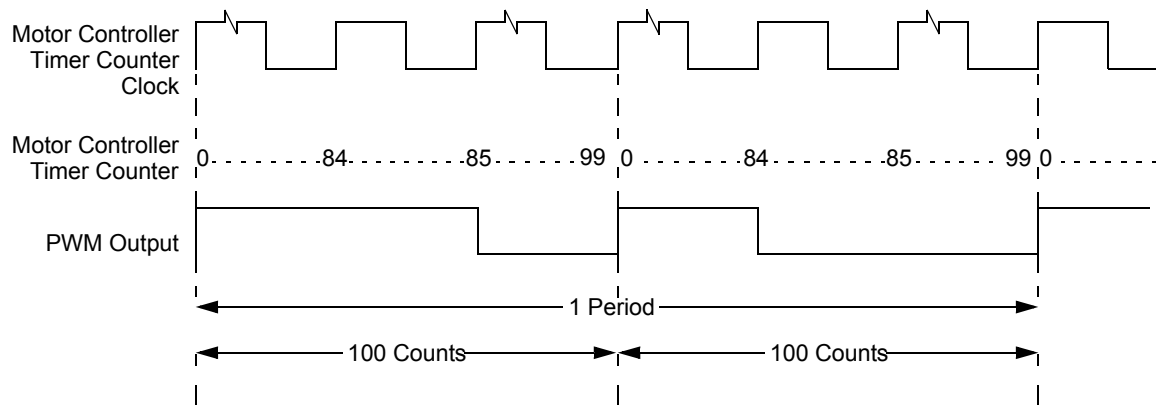 Motor Controller
Timer Counter
Clock
Motor Controller
Timer Counter
0 84 85 99 0 84 85 99 0
PWM Output
1 Period
100 Counts 100 Counts